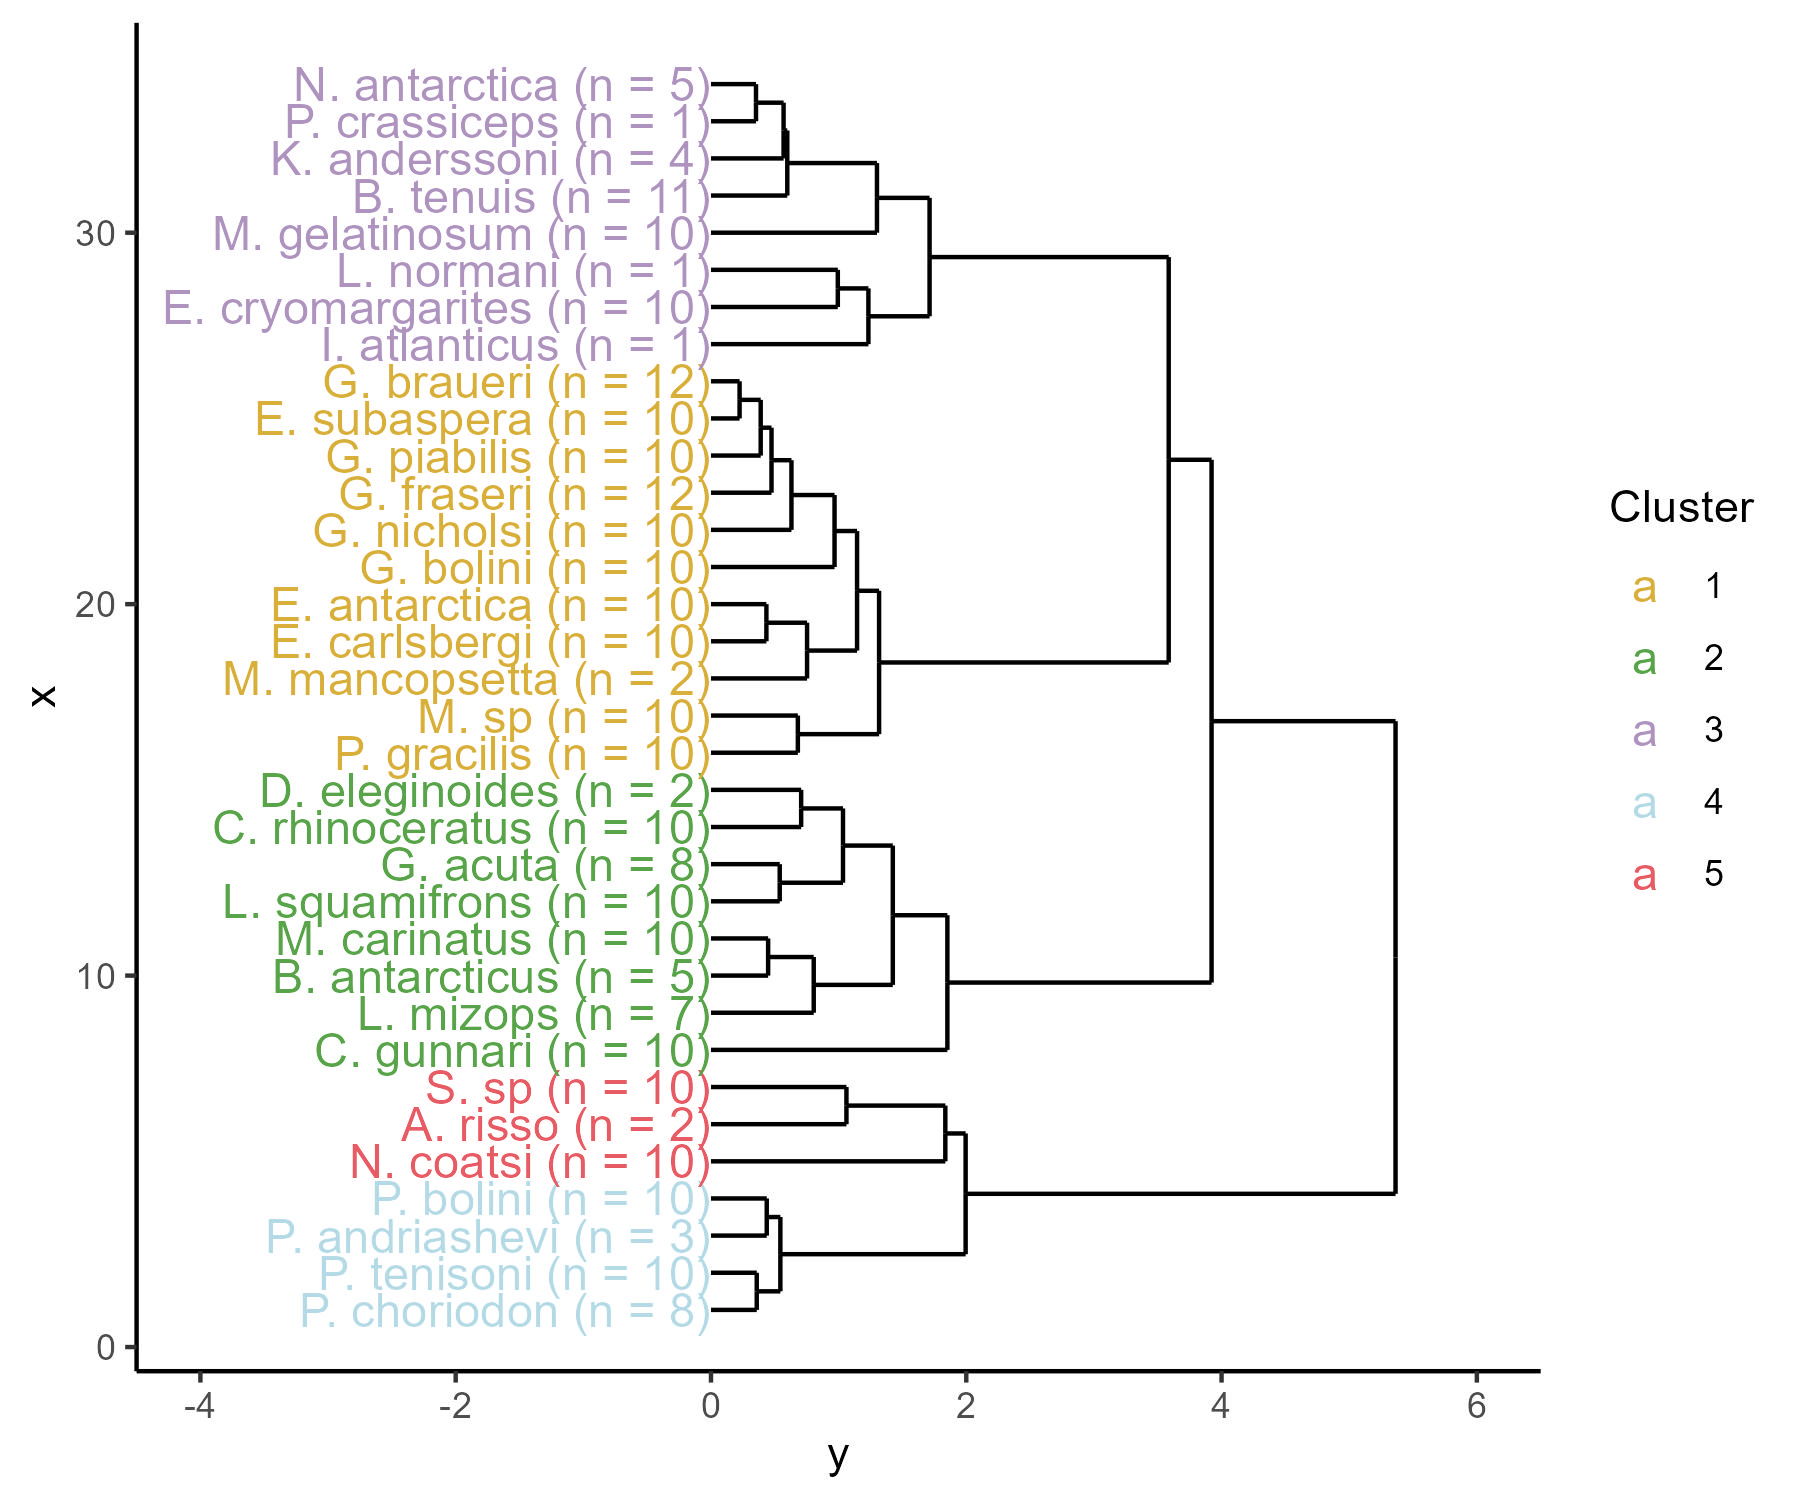 N. antarctica (n = 5)
P. crassiceps (n = 1)
K. anderssoni (n = 4)
B. tenuis (n = 11)
M. gelatinosum (n = 10)
L. normani (n = 1)
E. cryomargarites (n = 10)
I. atlanticus (n = 1)
G. braueri (n = 12)
E. subaspera (n = 10)
G. piabilis (n = 10)
G. fraseri (n = 12)
G. nicholsi (n = 10)
G. bolini (n = 10)
E. antarctica (n = 10)
E. carlsbergi (n = 10)
M. mancopsetta (n = 2)
M. sp (n = 10)
P. gracilis (n = 10)
D. eleginoides (n = 2)
C. rhinoceratus (n = 10)
G. acuta (n = 8)
L. squamifrons (n = 10)
M. carinatus (n = 10)
B. antarcticus (n = 5)
L. mizops (n = 7)
C. gunnari (n = 10)
S. sp (n = 10)
A. risso (n = 2)
N. coatsi (n = 10)
P. bolini (n = 10)
P. andriashevi (n = 3)
P. tenisoni (n = 10)
P. choriodon (n = 8)
30
20
10
0
x
-4 -2 0 2 4 6
y
Cluster
a 1
a 2
a 3
a 4
a 5